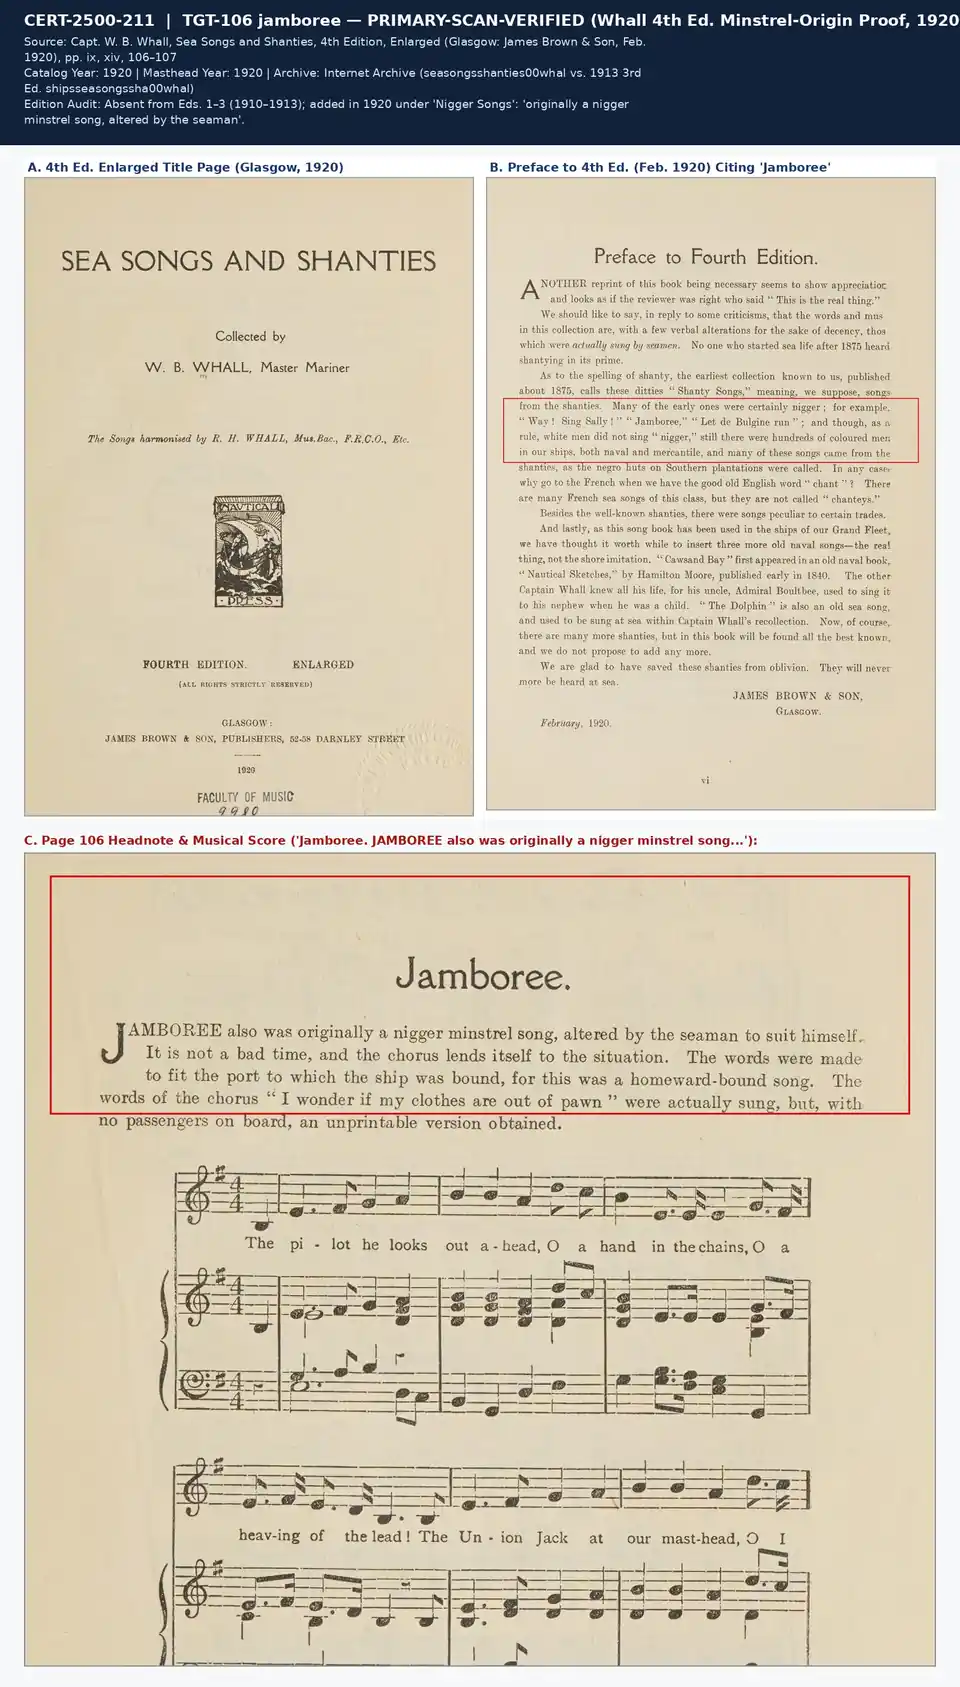 CERT-2500-211 | TGT-106 jamboree — PRIMARY-SCAN-VERIFIED (Whall 4th Ed. Minstrel-Origin Proof, 1920
Source: Capt. W. B. Whall, Sea Songs and Shanties, 4th Edition, Enlarged (Glasgow: James Brown & Son, Feb.
1920), pp. ix, xiv, 106–107
Catalog Year: 1920 | Masthead Year: 1920 | Archive: Internet Archive (seasongsshanties00whal vs. 1913 3rd
Ed. shipsseasongssha00whal)
Edition Audit: Absent from Eds. 1–3 (1910–1913); added in 1920 under 'Nigger Songs': 'originally a nigger
minstrel song, altered by the seaman'.
A. 4th Ed. Enlarged Title Page (Glasgow, 1920)
SEA SONGS AND SHANTIES
Collected by
W. B. WHALL, Master Mariner
The Songs harmonised by R. H. WHALL, Mus.Bac., F.R.C.O., Etc.
NAUTICAL
PRESS
FOURTH EDITION. ENLARGED
(ALL RIGHTS STRICTLY RESERVED)
GLASGOW:
JAMES BROWN & SON, PUBLISHERS, 52-58 DARNLEY STREET
1920
FACULTY OF MUSIC
9980
B. Preface to 4th Ed. (Feb. 1920) Citing 'Jamboree'
Preface to Fourth Edition.
ANOTHER reprint of this book being necessary seems to show appreciation
and looks as if the reviewer was right who said “ This is the real thing.”
We should like to say, in reply to some criticisms, that the words and mus
in this collection are, with a few verbal alterations for the sake of decency, thos
which were actually sung by seamen. No one who started sea life after 1875 heard
shantying in its prime.
As to the spelling of shanty, the earliest collection known to us, published
about 1875, calls these ditties “ Shanty Songs,” meaning, we suppose, songs
from the shanties. Many of the early ones were certainly nigger ; for example,
“ Way ! Sing Sally ! ” “ Jamboree,” “ Let de Bulgine run ” ; and though, as a
rule, white men did not sing “ nigger,” still there were hundreds of coloured men
in our ships, both naval and mercantile, and many of these songs came from the
shanties, as the negro huts on Southern plantations were called. In any case,
why go to the French when we have the good old English word “ chant ” ? There
are many French sea songs of this class, but they are not called “ chanteys.”
Besides the well-known shanties, there were songs peculiar to certain trades.
And lastly, as this song book has been used in the ships of our Grand Fleet,
we have thought it worth while to insert three more old naval songs—the real
thing, not the shore imitation. “ Cawsand Bay ” first appeared in an old naval book,
“ Nautical Sketches,” by Hamilton Moore, published early in 1840. The other
Captain Whall knew all his life, for his uncle, Admiral Boultbee, used to sing it
to his nephew when he was a child. “ The Dolphin ” is also an old sea song,
and used to be sung at sea within Captain Whall's recollection. Now, of course,
there are many more shanties, but in this book will be found all the best known,
and we do not propose to add any more.
We are glad to have saved these shanties from oblivion. They will never
more be heard at sea.
JAMES BROWN & SON,
GLASGOW.
February, 1920.
vi
C. Page 106 Headnote & Musical Score ('Jamboree. JAMBOREE also was originally a nigger minstrel song...'):
Jamboree.
JAMBOREE also was originally a nigger minstrel song, altered by the seaman to suit himself.
It is not a bad time, and the chorus lends itself to the situation. The words were made
to fit the port to which the ship was bound, for this was a homeward-bound song. The
words of the chorus “ I wonder if my clothes are out of pawn ” were actually sung, but, with
no passengers on board, an unprintable version obtained.
The pi - lot he looks out a - head, O a hand in the chains, O a
heav-ing of the lead ! The Un - ion Jack at our mast-head, O I